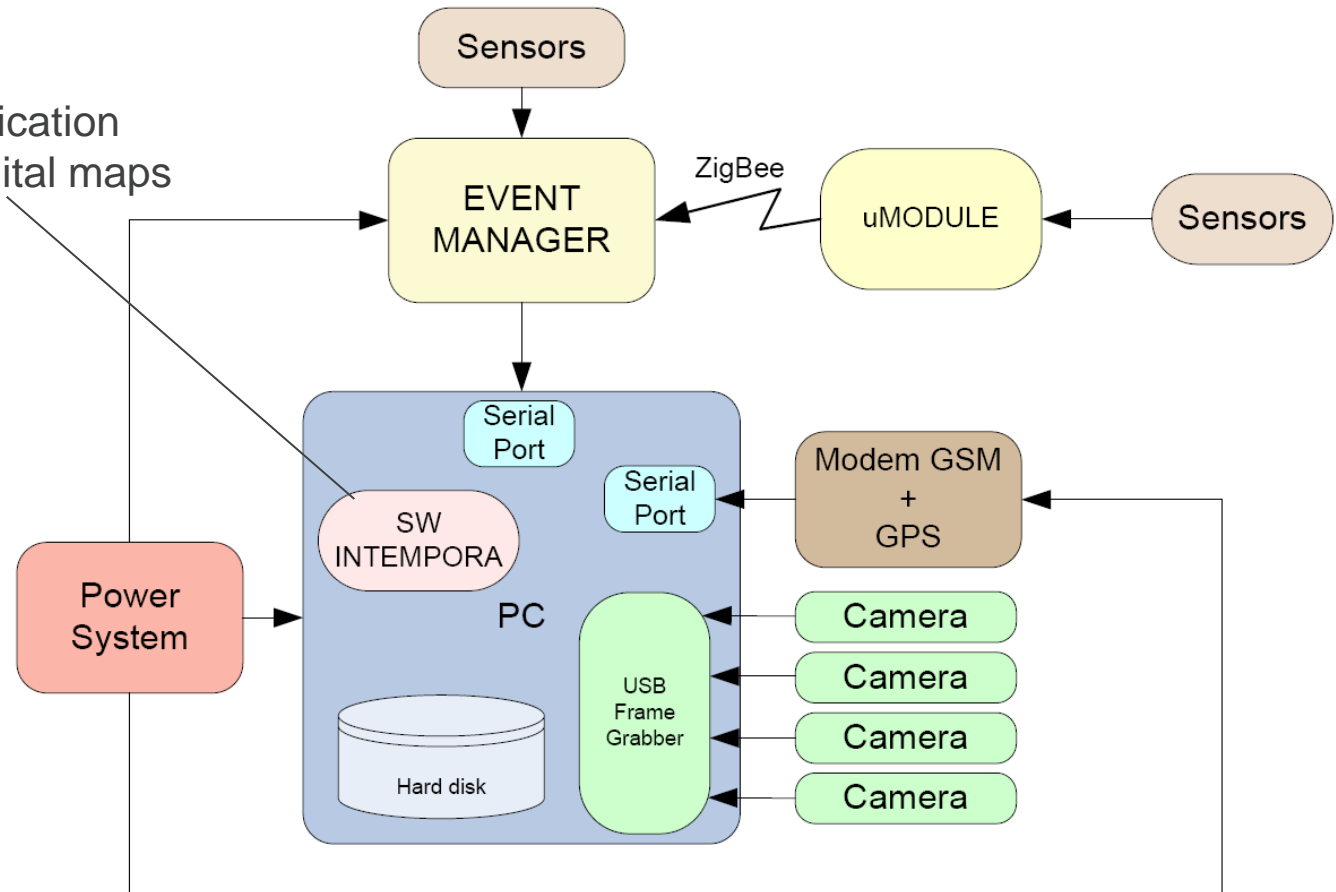 Sensors
ication
ital maps
ZigBee
EVENT
MANAGER
uMODULE
Sensors
Serial
Port
Serial
Port
Modem GSM
+
GPS
SW
INTEMPORA
Power
System
PC
USB
Frame
Grabber
Camera
Camera
Camera
Camera
Hard disk